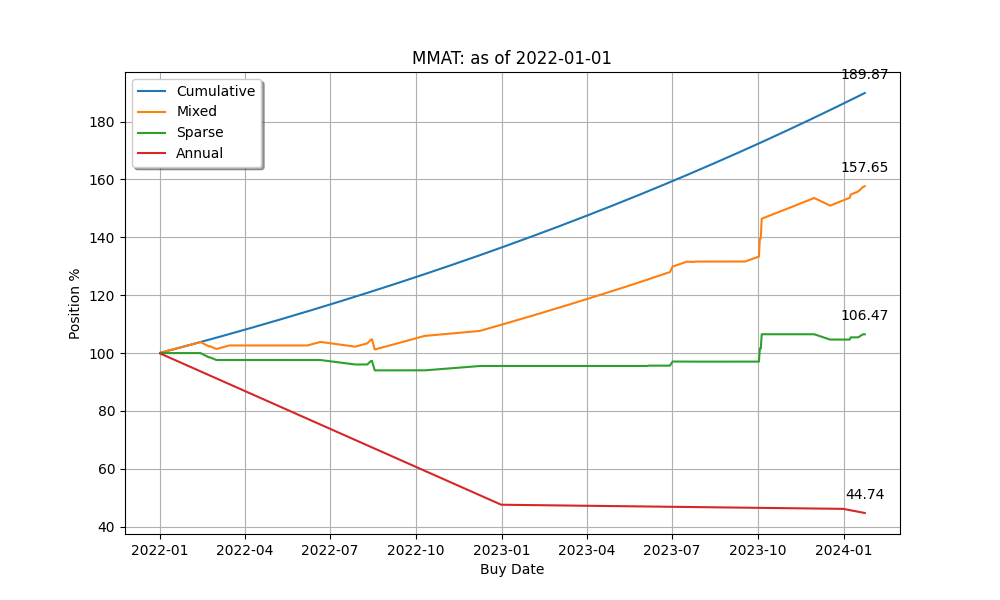 MMAT: as of 2022-01-01
Cumulative
Mixed
Sparse
Annual
189.87
157.65
106.47
44.74
180
160
140
120
100
80
60
40
Position %
2022-01 2022-04 2022-07 2022-10 2023-01 2023-04 2023-07 2023-10 2024-01
Buy Date